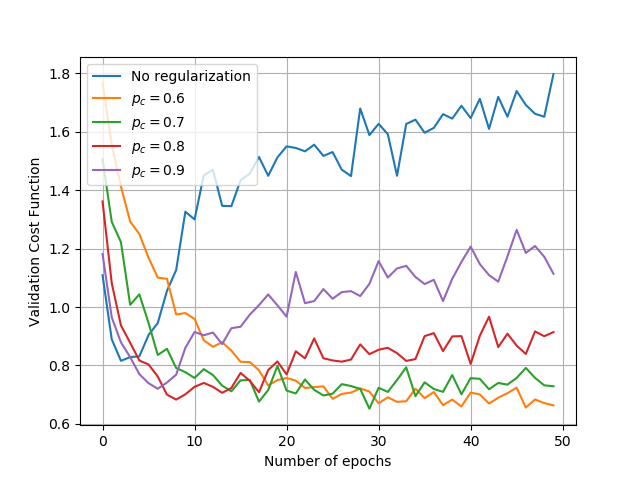 No regularization
p_c = 0.6
p_c = 0.7
p_c = 0.8
p_c = 0.9
1.8
1.6
1.4
1.2
1.0
0.8
0.6
Validation Cost Function
0 10 20 30 40 50
Number of epochs